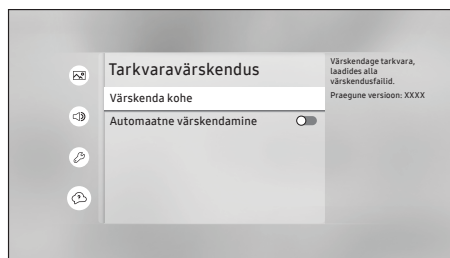 Tarkvaravärskendus
Värskenda kohe
Automaatne värskendamine
Värskendage tarkvara,
laadides alla
värskendusfailid.
Praegune versioon: XXXX